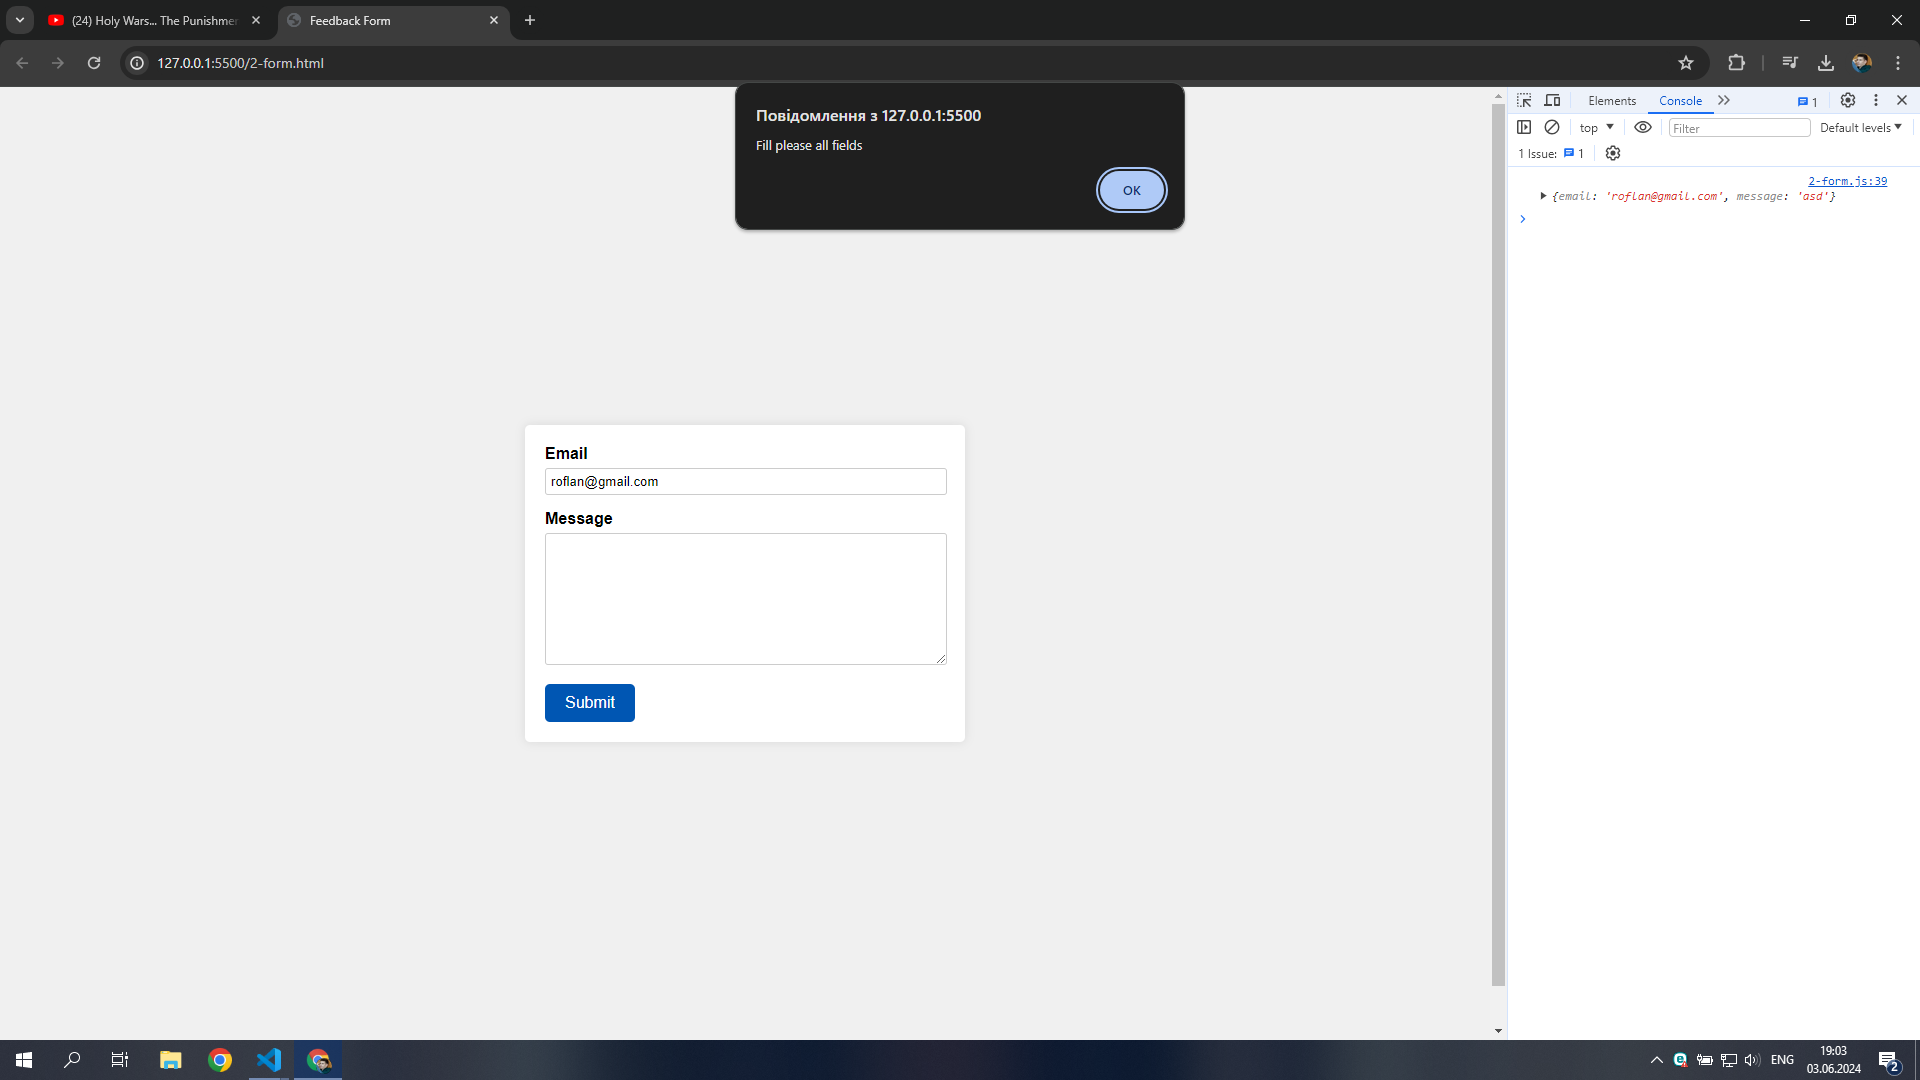 (24) Holy Wars... The Punishmen
Feedback Form
127.0.0.1:5500/2-form.html
Повідомлення з 127.0.0.1:5500
Fill please all fields
OK
Email
roflan@gmail.com
Message
Submit
Elements
Console
1
top
Filter
Default levels
1 Issue:
1
2-form.js:39
{email: 'roflan@gmail.com', message: 'asd'}
ENG
19:03
03.06.2024
2